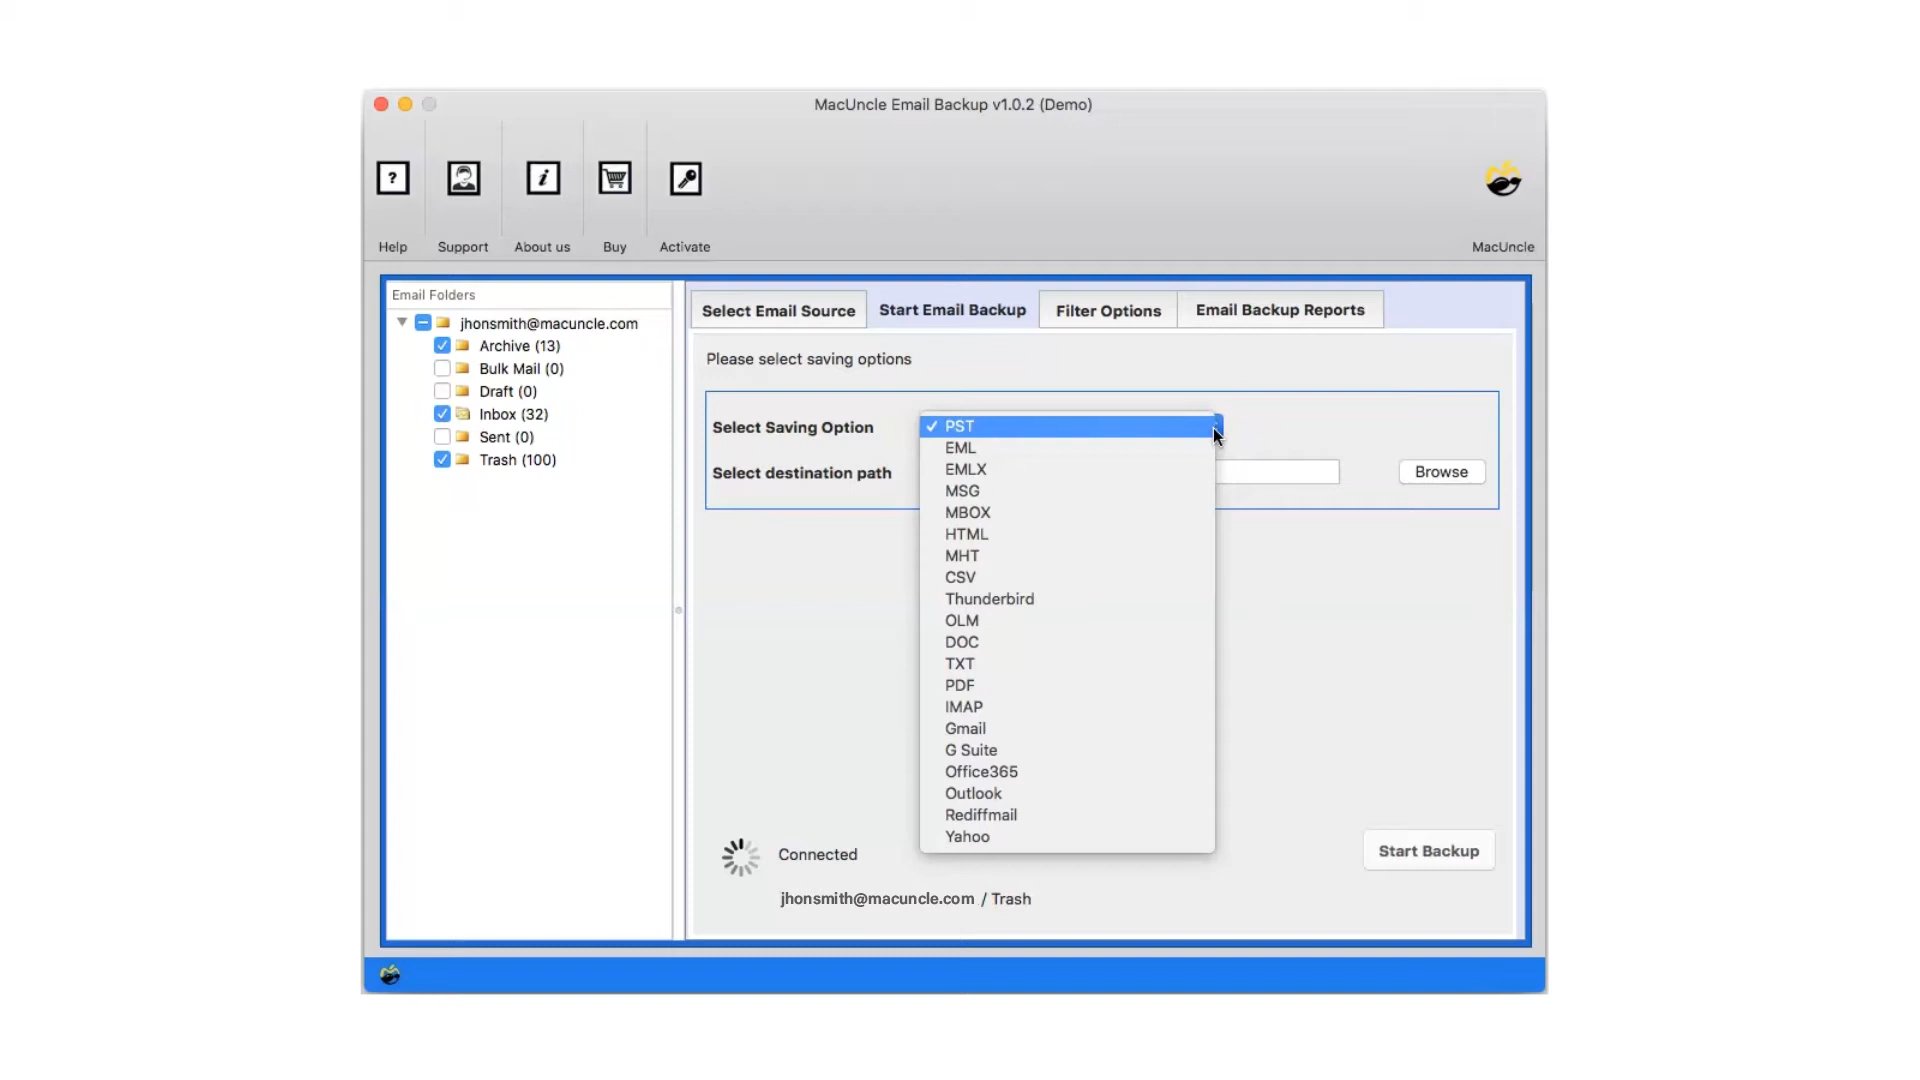 MacUncle Email Backup v1.0.2 (Demo)
?
i
Help
Support
About us
Buy
Activate
MacUncle
Email Folders
jhonsmith@macuncle.com
Archive (13)
Bulk Mail (0)
Draft (0)
Inbox (32)
Sent (0)
Trash (100)
Select Email Source
Start Email Backup
Filter Options
Email Backup Reports
Please select saving options
Select Saving Option
Select destination path
Browse
PST
EML
EMLX
MSG
MBOX
HTML
MHT
CSV
Thunderbird
OLM
DOC
TXT
PDF
IMAP
Gmail
G Suite
Office365
Outlook
Rediffmail
Yahoo
Connected
Start Backup
jhonsmith@macuncle.com / Trash